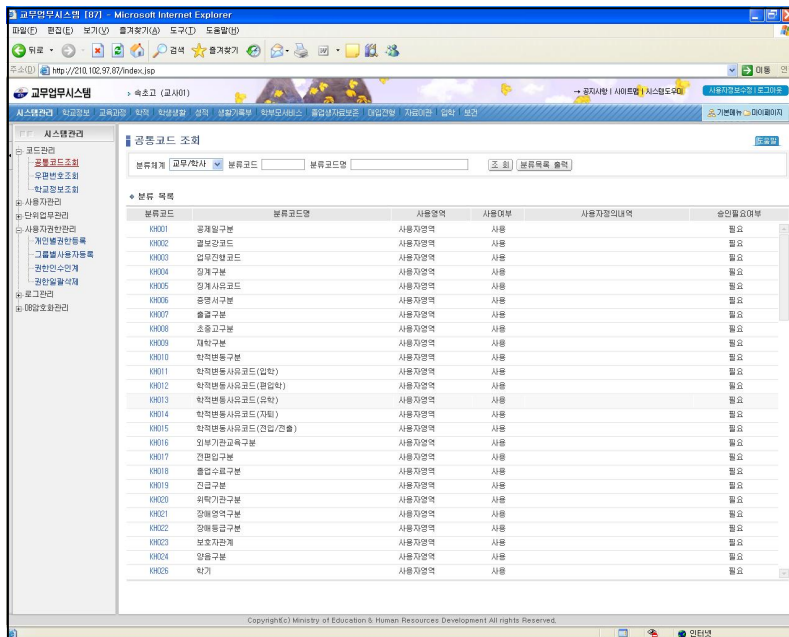 교무업무시스템 [87] - Microsoft Internet Explorer
파일(F) 편집(E) 보기(V) 즐겨찾기(A) 도구(T) 도움말(H)
뒤로 검색 즐겨찾기
주소(D) http://210.102.97.87/index.jsp 이동
교무업무시스템 속초고 (교사01) → 공지사항 | 사이트맵 | 시스템도우미 사용자정보수정 | 로그아웃
시스템관리 학교정보 교육과정 학적 학생생활 성적 생활기록부 학부모서비스 졸업생자료보존 대입전형 자료이관 입학 보건 기본메뉴 마이페이지
시스템관리
코드관리
공통코드조회
우편번호조회
학교정보조회
사용자관리
단위업무관리
사용자권한관리
개인별권한등록
그룹별사용자등록
권한인수인계
권한일괄삭제
로그관리
DB암호화관리
공통코드 조회 도움말
분류체계 교무/학사 분류코드 분류코드명 조 회 분류목록 출력
분류 목록
분류코드 분류코드명 사용영역 사용여부 사용자정의내역 승인필요여부
KH001 공제일구분 사용자영역 사용 필요
KH002 결보강코드 사용자영역 사용 필요
KH003 업무진행코드 사용자영역 사용 필요
KH004 징계구분 사용자영역 사용 필요
KH005 징계사유코드 사용자영역 사용 필요
KH006 증명서구분 사용자영역 사용 필요
KH007 출결구분 사용자영역 사용 필요
KH008 초중고구분 사용자영역 사용 필요
KH009 재학구분 사용자영역 사용 필요
KH010 학적변동구분 사용자영역 사용 필요
KH011 학적변동사유코드(입학) 사용자영역 사용 필요
KH012 학적변동사유코드(편입학) 사용자영역 사용 필요
KH013 학적변동사유코드(유학) 사용자영역 사용 필요
KH014 학적변동사유코드(자퇴) 사용자영역 사용 필요
KH015 학적변동사유코드(전입/전출) 사용자영역 사용 필요
KH016 외부기관교육구분 사용자영역 사용 필요
KH017 전편입구분 사용자영역 사용 필요
KH018 졸업수료구분 사용자영역 사용 필요
KH019 진급구분 사용자영역 사용 필요
KH020 위탁기관구분 사용자영역 사용 필요
KH021 장애영역구분 사용자영역 사용 필요
KH022 장애등급구분 사용자영역 사용 필요
KH023 보호자관계 사용자영역 사용 필요
KH024 양음구분 사용자영역 사용 필요
KH026 학기 사용자영역 사용 필요
Copyright(c) Ministry of Education & Human Resources Development All rights Reserved.
인터넷